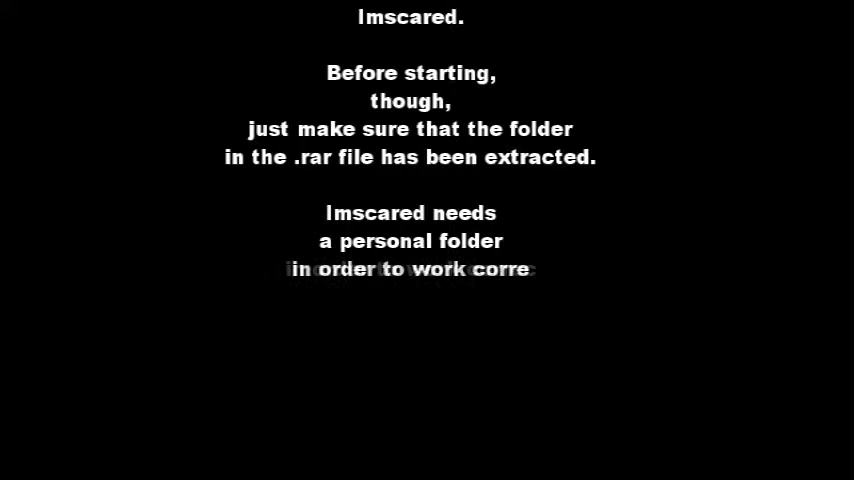 Imscared.
Before starting,
though,
just make sure that the folder
in the .rar file has been extracted.
Imscared needs
a personal folder
in order to work corre